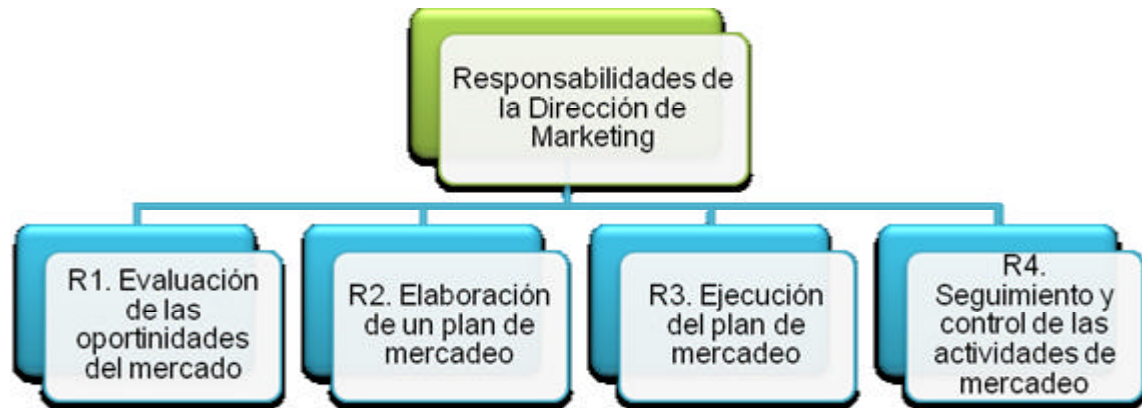 Responsabilidades de
la Dirección de
Marketing
R1. Evaluación
de las
oportinidades
del mercado
R2. Elaboración
de un plan de
mercadeo
R3. Ejecución
del plan de
mercadeo
R4.
Seguimiento y
control de las
actividades de
mercadeo